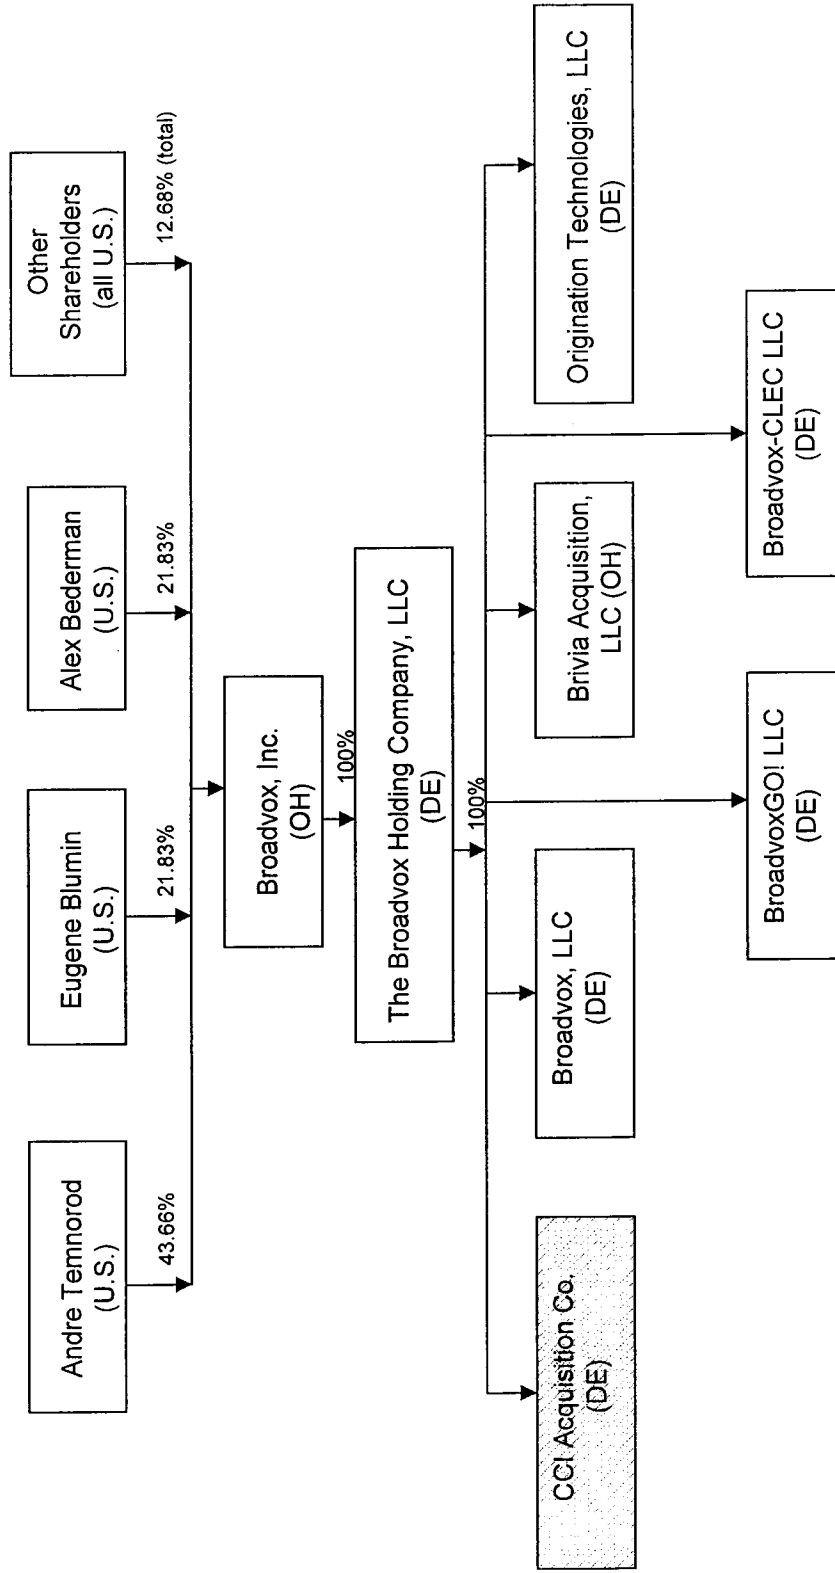 Andre Temnorod
(U.S.)
43.66%
Eugene Blumin
(U.S.)
21.83%
Alex Bederman
(U.S.)
21.83%
Other
Shareholders
(all U.S.)
12.68% (total)
Broadvox, Inc.
(OH)
100%
The Broadvox Holding Company, LLC
(DE)
100%
CCI Acquisition Co.
(DE)
Broadvox, LLC
(DE)
Brivia Acquisition,
LLC (OH)
Origination Technologies, LLC
(DE)
BroadvoxGO! LLC
(DE)
Broadvox-CLEC LLC
(DE)